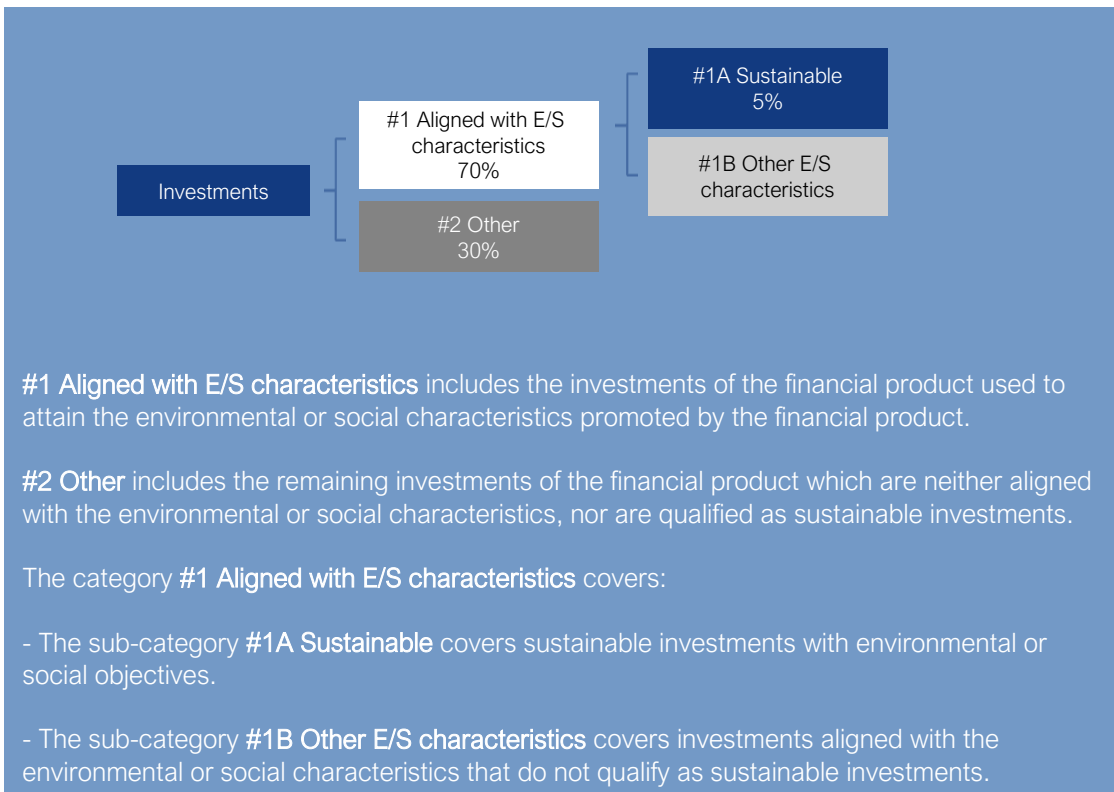 #1A Sustainable
5%
#1 Aligned with E/S
characteristics
70%
#1B Other E/S
characteristics
Investments
#2 Other
30%
#1 Aligned with E/S characteristics includes the investments of the financial product used to
attain the environmental or social characteristics promoted by the financial product.
#2 Other includes the remaining investments of the financial product which are neither aligned
with the environmental or social characteristics, nor are qualified as sustainable investments.
The category #1 Aligned with E/S characteristics covers:
- The sub-category #1A Sustainable covers sustainable investments with environmental or
social objectives.
- The sub-category #1B Other E/S characteristics covers investments aligned with the
environmental or social characteristics that do not qualify as sustainable investments.